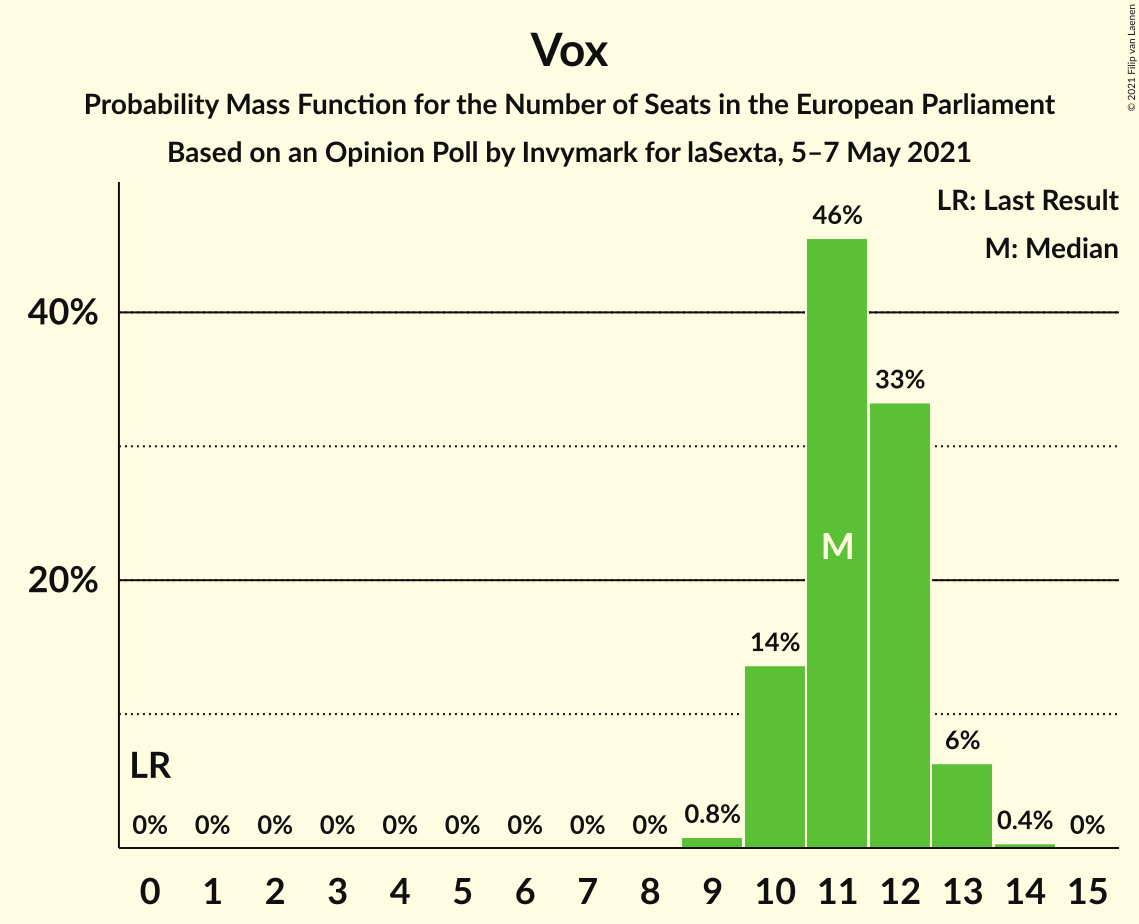 Vox
Probability Mass Function for the Number of Seats in the European Parliament
Based on an Opinion Poll by Invymark for laSexta, 5–7 May 2021
© 2021 Filip van Laenen
LR: Last Result
M: Median
46%
40%
33%
M
20%
14%
6%
LR
0% 0% 0% 0% 0% 0% 0% 0% 0% 0.8% 0.4% 0%
0 1 2 3 4 5 6 7 8 9 10 11 12 13 14 15